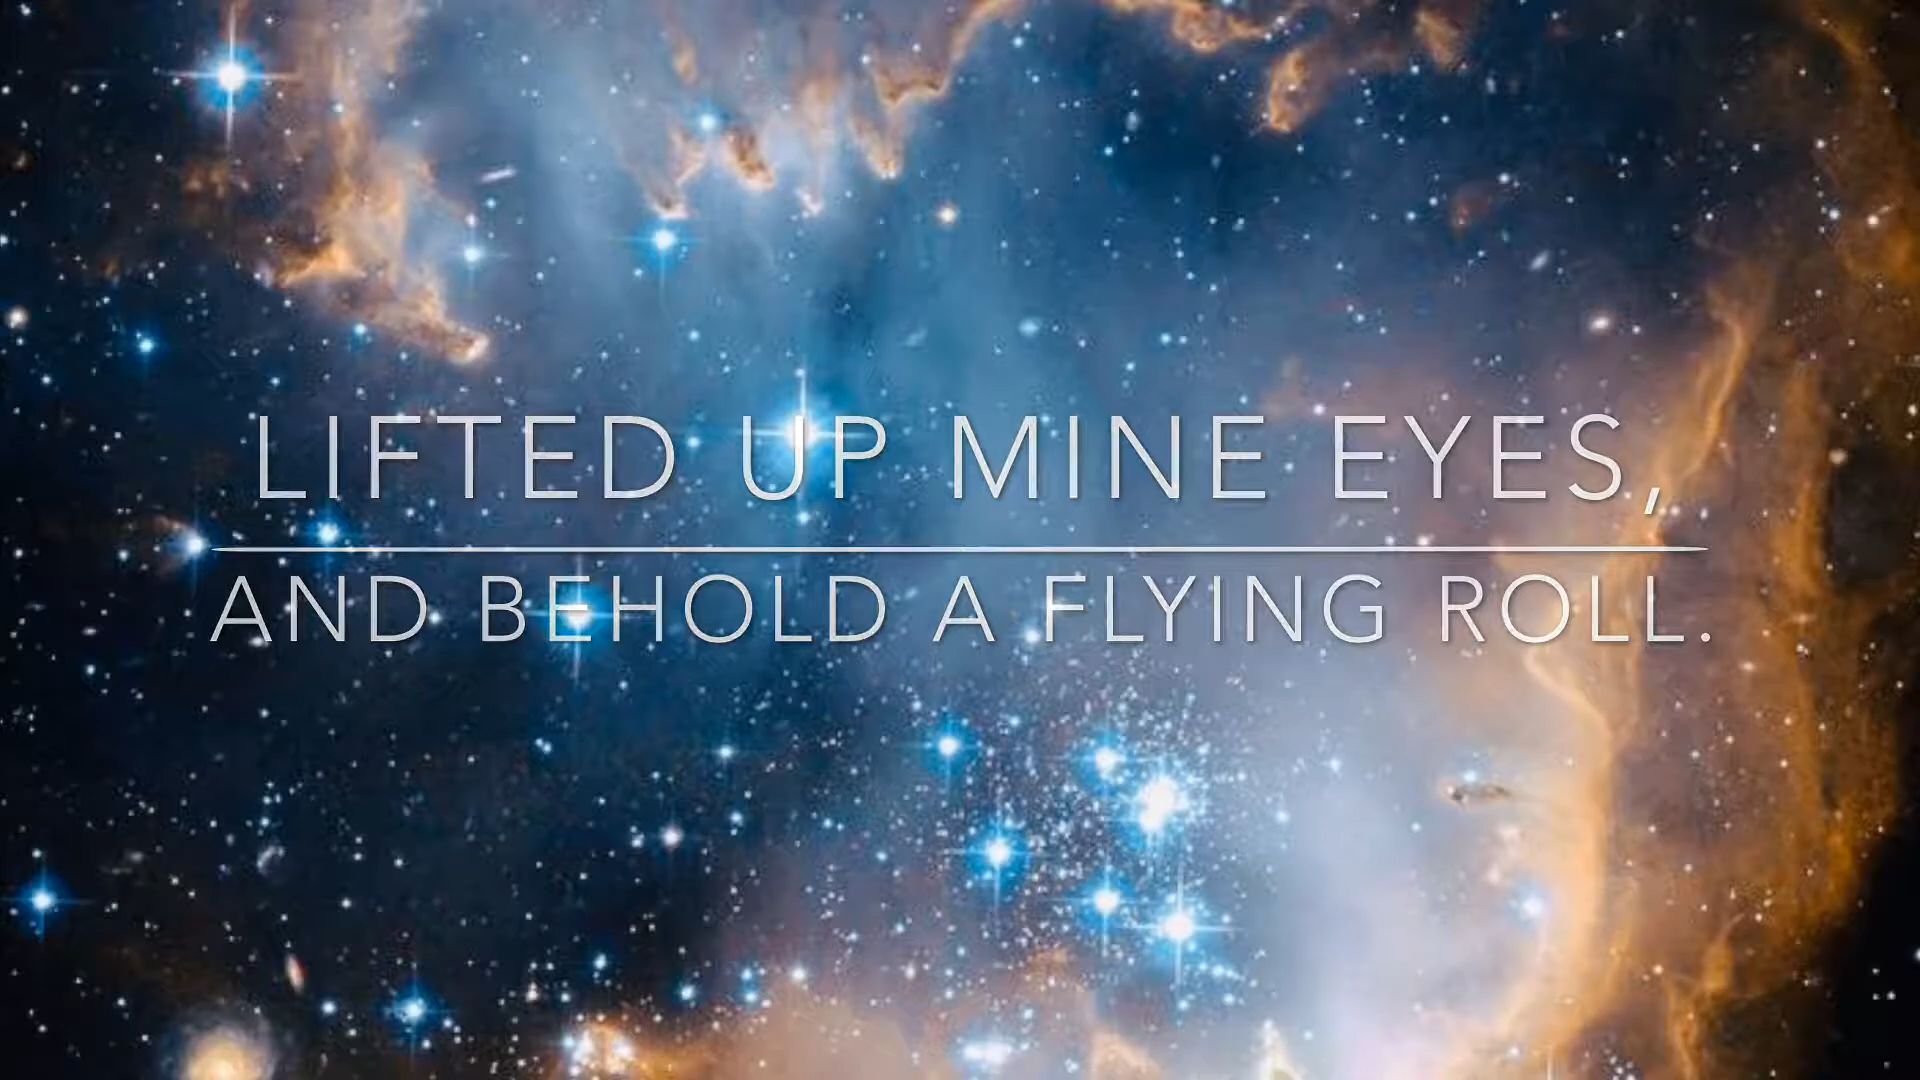 LIFTED UP MINE EYES,
AND BEHOLD A FLYING ROLL.